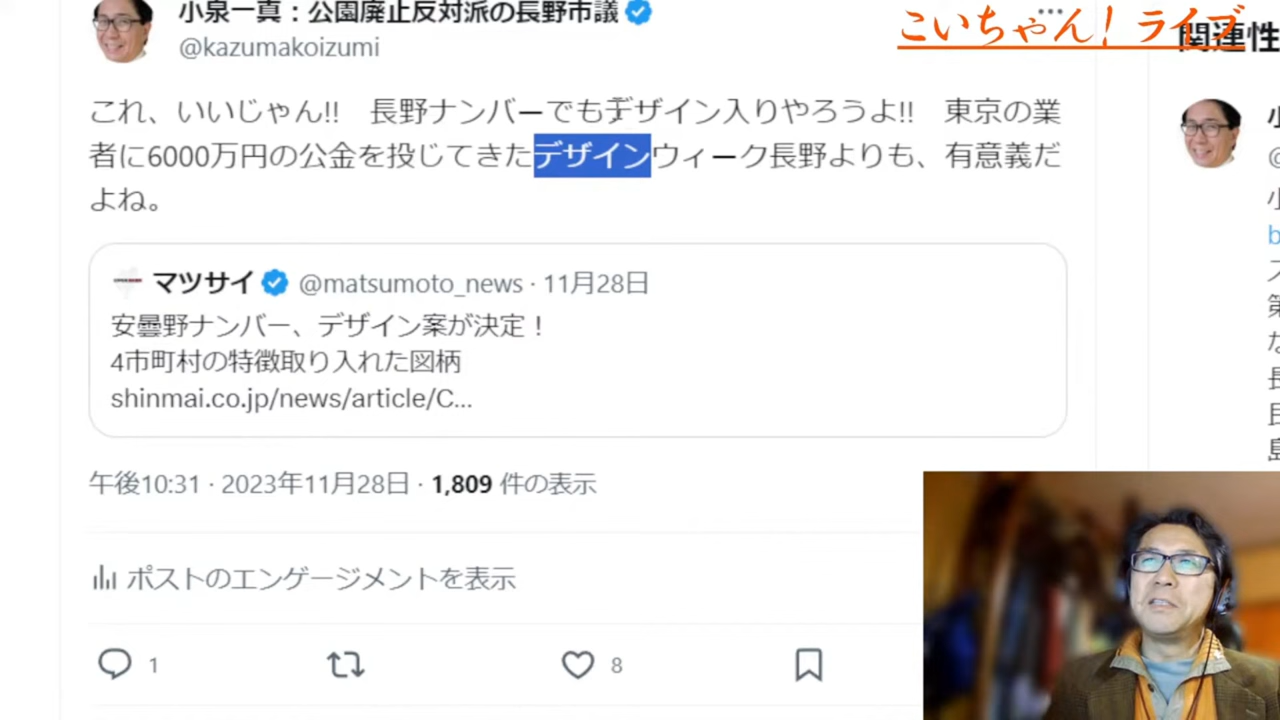 小泉一真：公園廃止反対派の長野市議
@kazumakoizumi
こいちゃん！ライブ
関連性
これ、いいじゃん!!　長野ナンバーでもデザイン入りやろうよ!!　東京の業
者に6000万円の公金を投じてきたデザインウィーク長野よりも、有意義だ
よね。
マツサイ @matsumoto_news · 11月28日
安曇野ナンバー、デザイン案が決定！
4市町村の特徴取り入れた図柄
shinmai.co.jp/news/article/C...
午後10:31 · 2023年11月28日 · 1,809 件の表示
ポストのエンゲージメントを表示
1
8